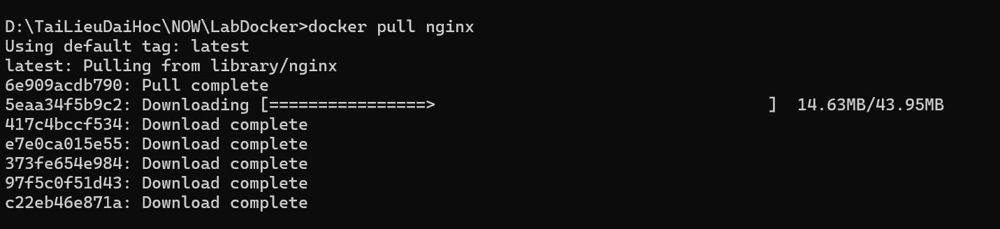 D:\TaiLieuDaiHoc\NOW\LabDocker>docker pull nginx
Using default tag: latest
latest: Pulling from library/nginx
6e909acdb790: Pull complete
5eaa34f5b9c2: Downloading [================>                                  ]  14.63MB/43.95MB
417c4bccf534: Download complete
e7e0ca015e55: Download complete
373fe654e984: Download complete
97f5c0f51d43: Download complete
c22eb46e871a: Download complete